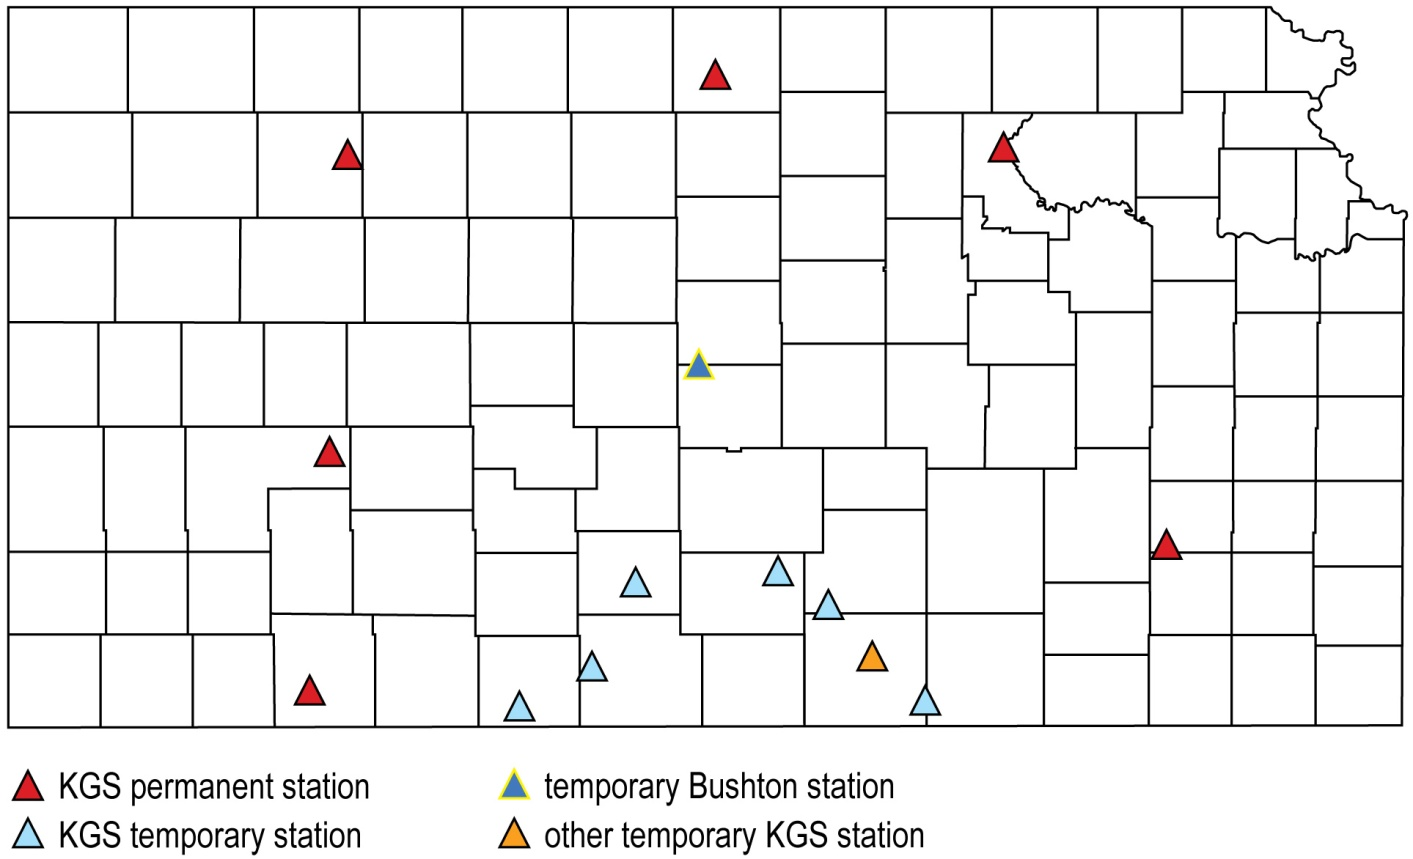 KGS permanent station
temporary Bushton station
KGS temporary station
other temporary KGS station